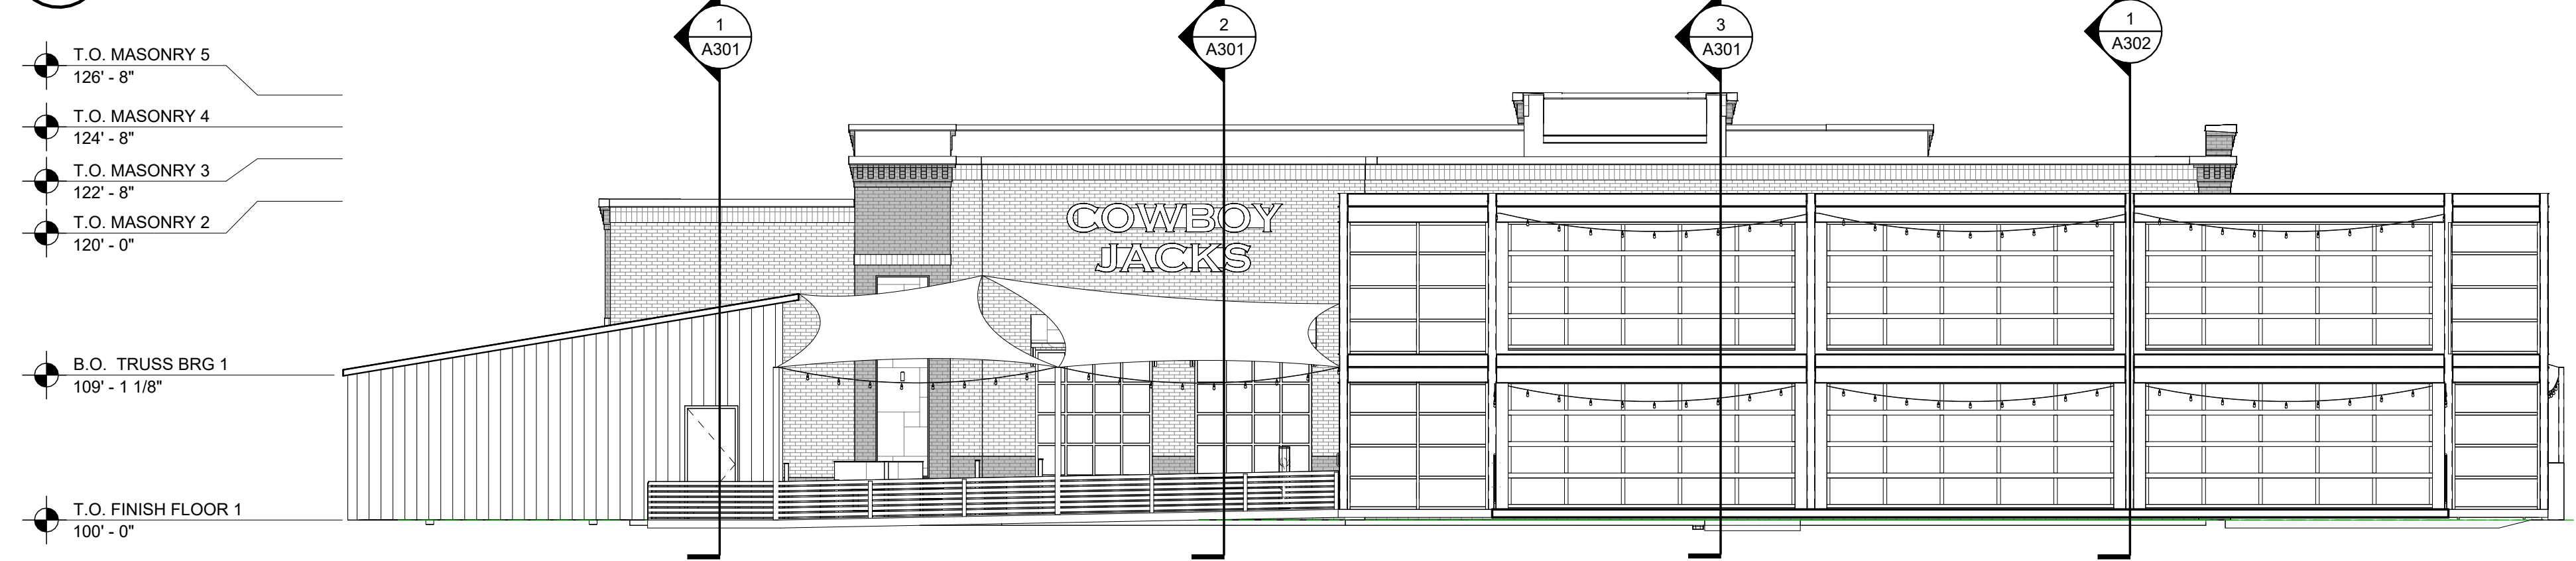 1
A301
2
A301
3
A301
1
A302
T.O. MASONRY 5
126' - 8"
T.O. MASONRY 4
124' - 8"
T.O. MASONRY 3
122' - 8"
T.O. MASONRY 2
120' - 0"
COWBOY
JACKS
B.O. TRUSS BRG 1
109' - 1 1/8"
T.O. FINISH FLOOR 1
100' - 0"